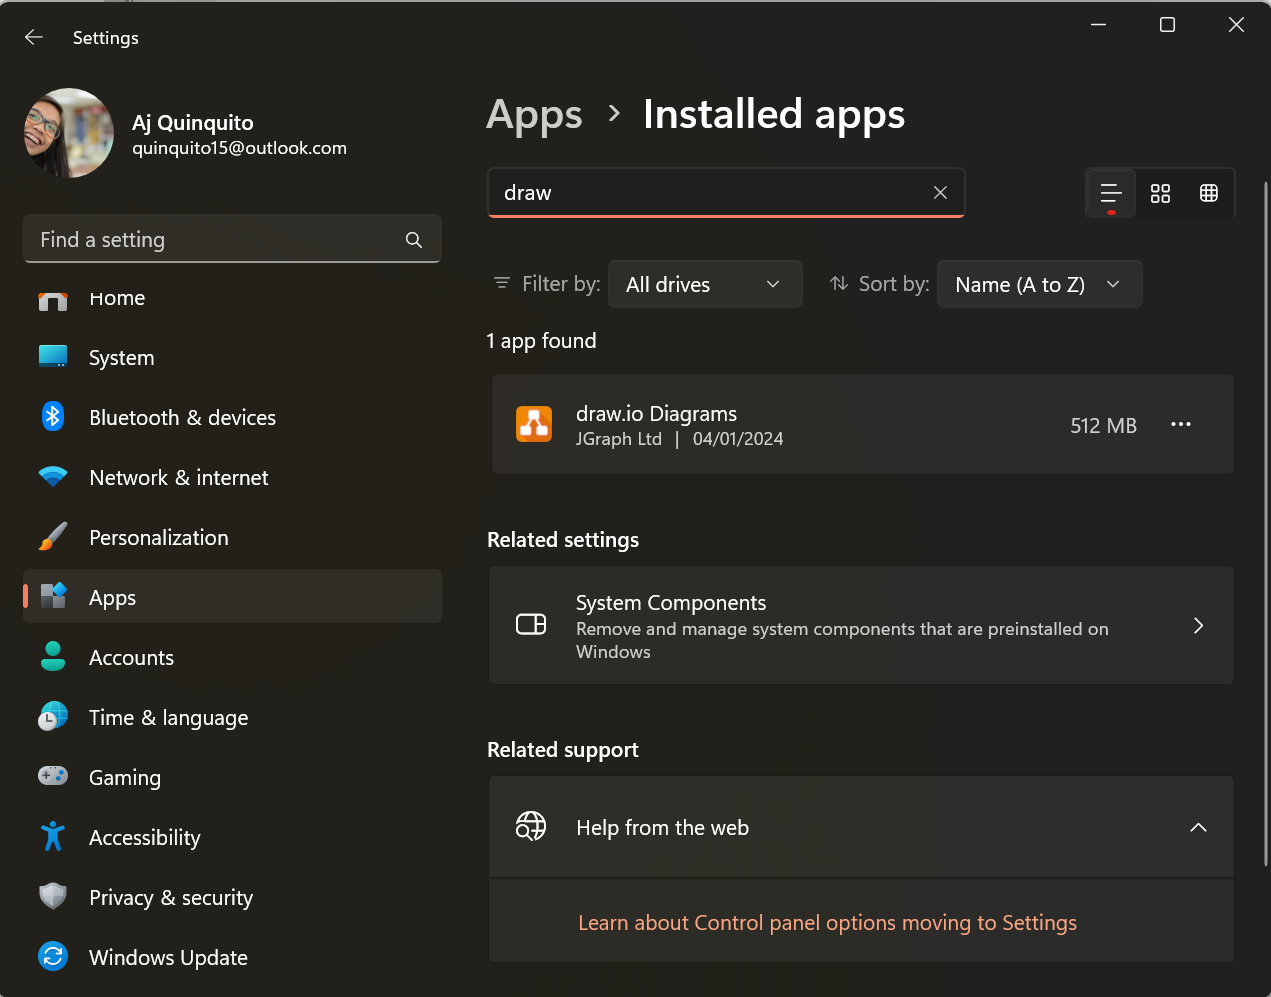 Settings
Aj Quinquito
quinquito15@outlook.com
Find a setting
Home
System
Bluetooth & devices
Network & internet
Personalization
Apps
Accounts
Time & language
Gaming
Accessibility
Privacy & security
Windows Update
Apps > Installed apps
draw
Filter by: All drives Sort by: Name (A to Z)
1 app found
draw.io Diagrams
JGraph Ltd | 04/01/2024
512 MB
Related settings
System Components
Remove and manage system components that are preinstalled on
Windows
Related support
Help from the web
Learn about Control panel options moving to Settings